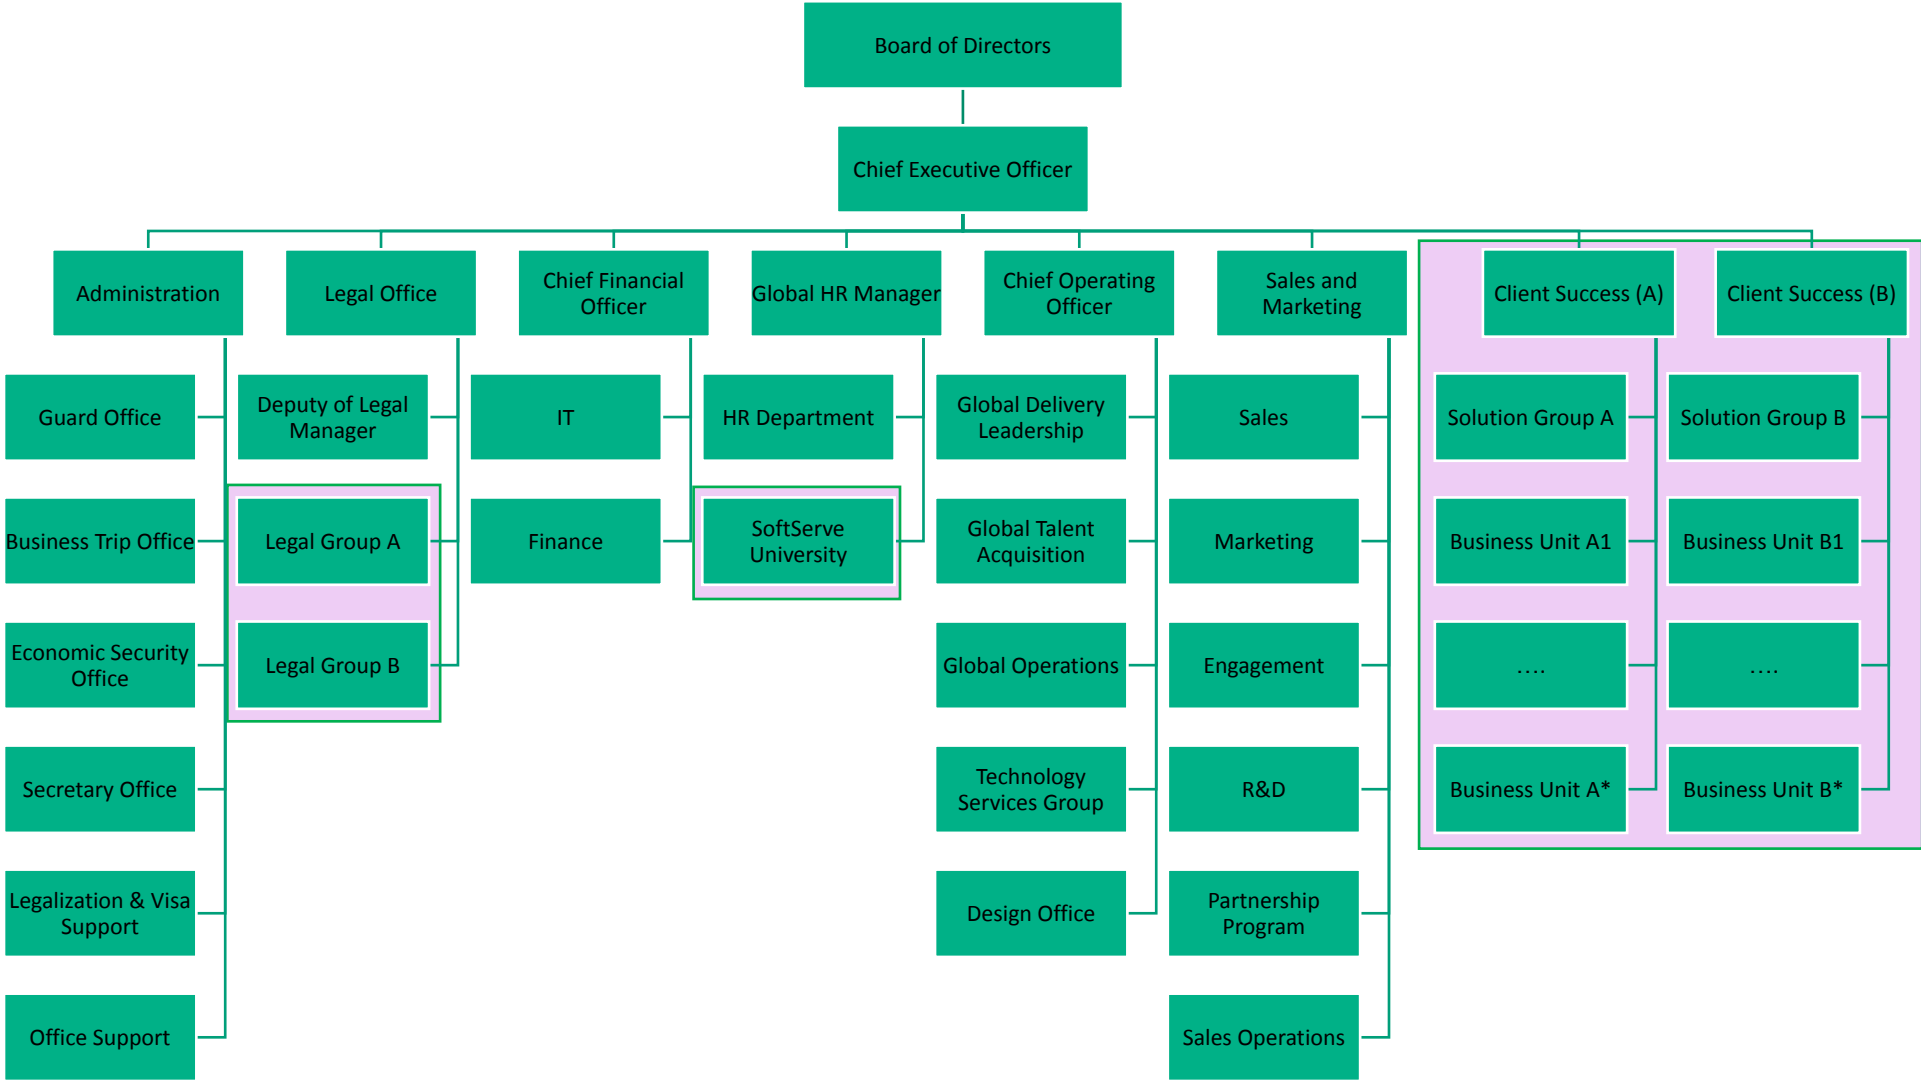 Board of Directors
Chief Executive Officer
Administration
Legal Office
Chief Financial
Officer
Global HR Manager
Chief Operating
Officer
Sales and
Marketing
Client Success (A)
Client Success (B)
Guard Office
Deputy of Legal
Manager
IT
HR Department
Global Delivery
Leadership
Sales
Solution Group A
Solution Group B
Business Trip Office
Legal Group A
Finance
SoftServe
University
Global Talent
Acquisition
Marketing
Business Unit A1
Business Unit B1
Economic Security
Office
Legal Group B
Global Operations
Engagement
....
....
Secretary Office
Technology
Services Group
R&D
Business Unit A*
Business Unit B*
Legalization & Visa
Support
Design Office
Partnership
Program
Office Support
Sales Operations